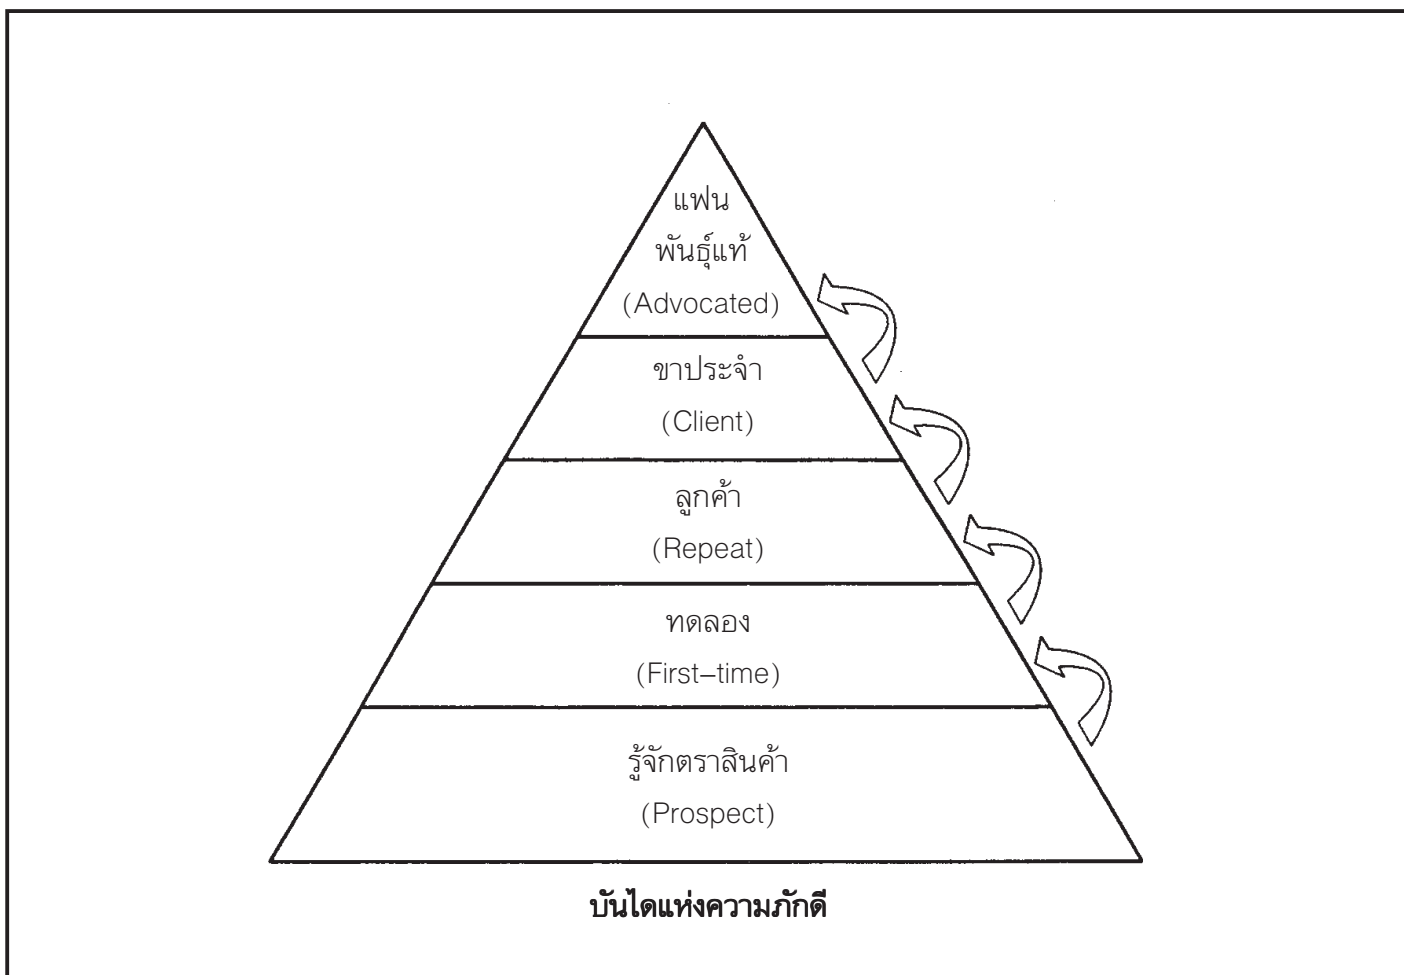 แฟน
พันธุ์แท้
(Advocated)
ขาประจำ
(Client)
ลูกค้า
(Repeat)
ทดลอง
(First–time)
รู้จักตราสินค้า
(Prospect)
บันไดแห่งความภักดี